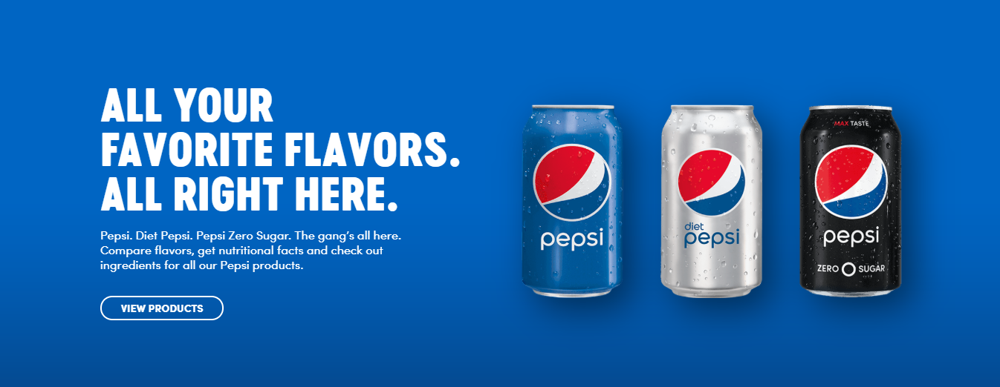 ALL YOUR
FAVORITE FLAVORS.
ALL RIGHT HERE.
Pepsi. Diet Pepsi. Pepsi Zero Sugar. The gang's all here.
Compare flavors, get nutritional facts and check out
ingredients for all our Pepsi products.
VIEW PRODUCTS
pepsi
diet
pepsi
MAX TASTE
pepsi
ZERO SUGAR